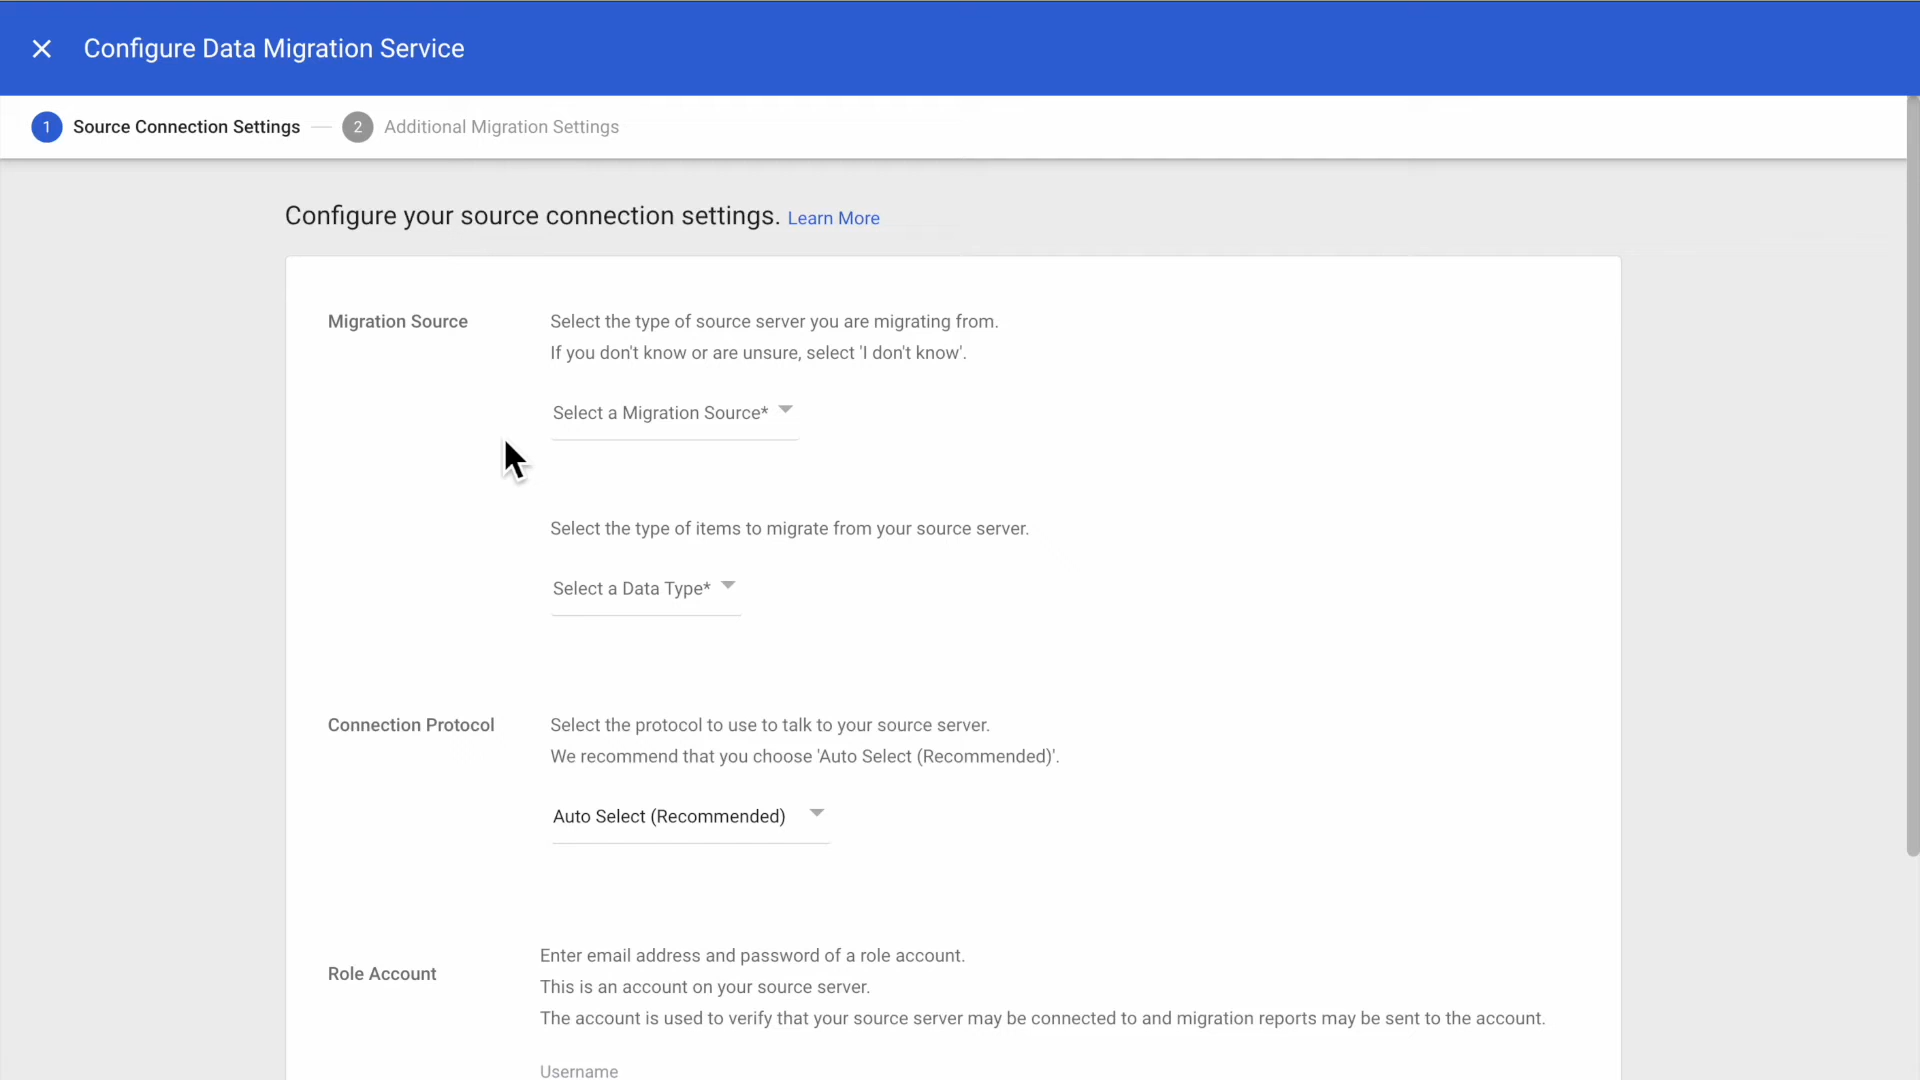 Configure Data Migration Service
1 Source Connection Settings 2 Additional Migration Settings
Configure your source connection settings. Learn More
Migration Source
Select the type of source server you are migrating from.
If you don't know or are unsure, select 'I don't know'.
Select a Migration Source*
Select the type of items to migrate from your source server.
Select a Data Type*
Connection Protocol
Select the protocol to use to talk to your source server.
We recommend that you choose 'Auto Select (Recommended)'.
Auto Select (Recommended)
Role Account
Enter email address and password of a role account.
This is an account on your source server.
The account is used to verify that your source server may be connected to and migration reports may be sent to the account.
Username